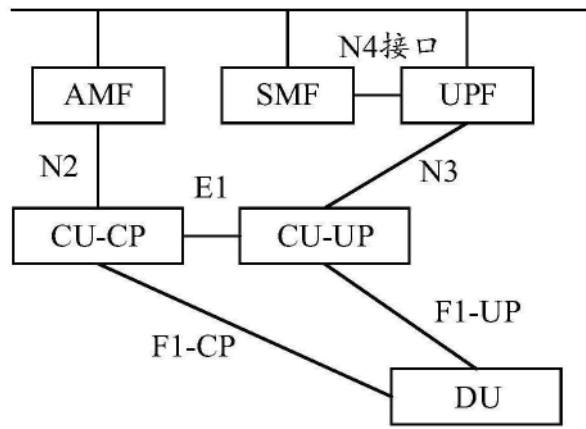 N4接口
AMF
SMF
UPF
N2
E1
N3
CU-CP
CU-UP
F1-CP
F1-UP
DU